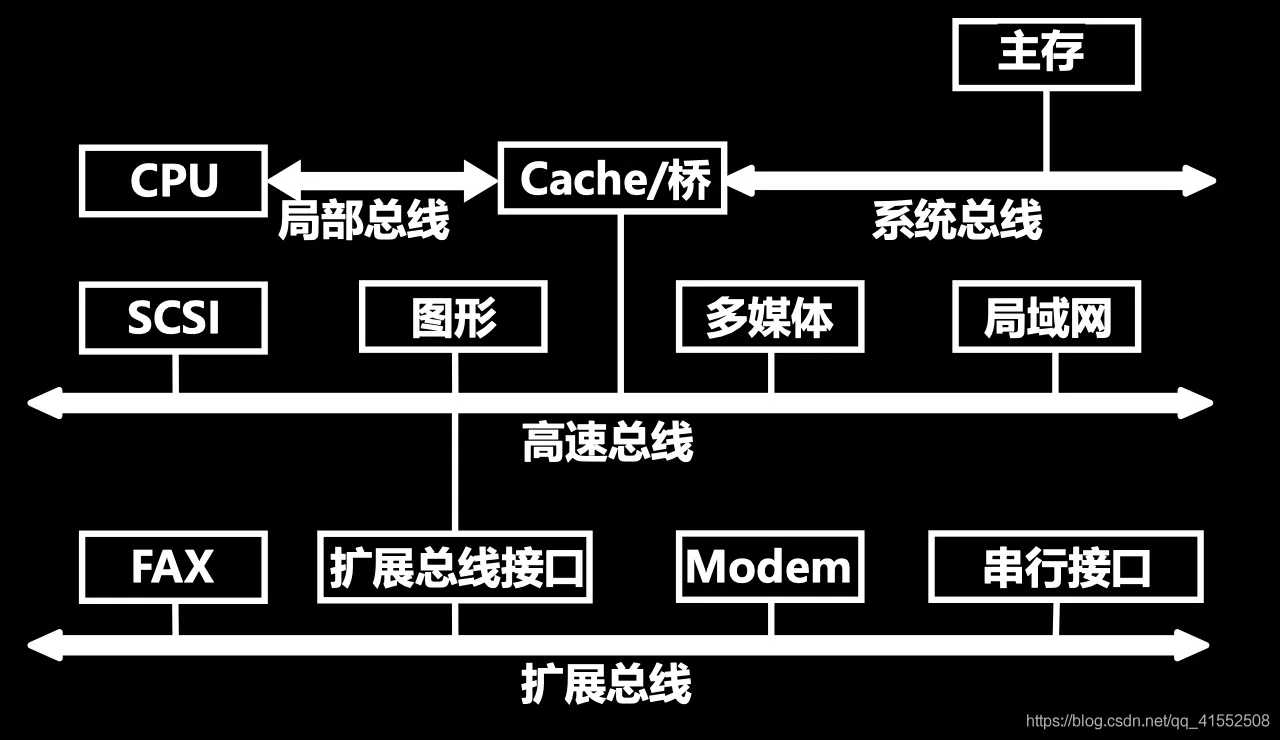 主存
CPU
Cache/桥
局部总线
系统总线
SCSI
图形
多媒体
局域网
高速总线
FAX
扩展总线接口
Modem
串行接口
扩展总线
https://blog.csdn.net/qq_41552508